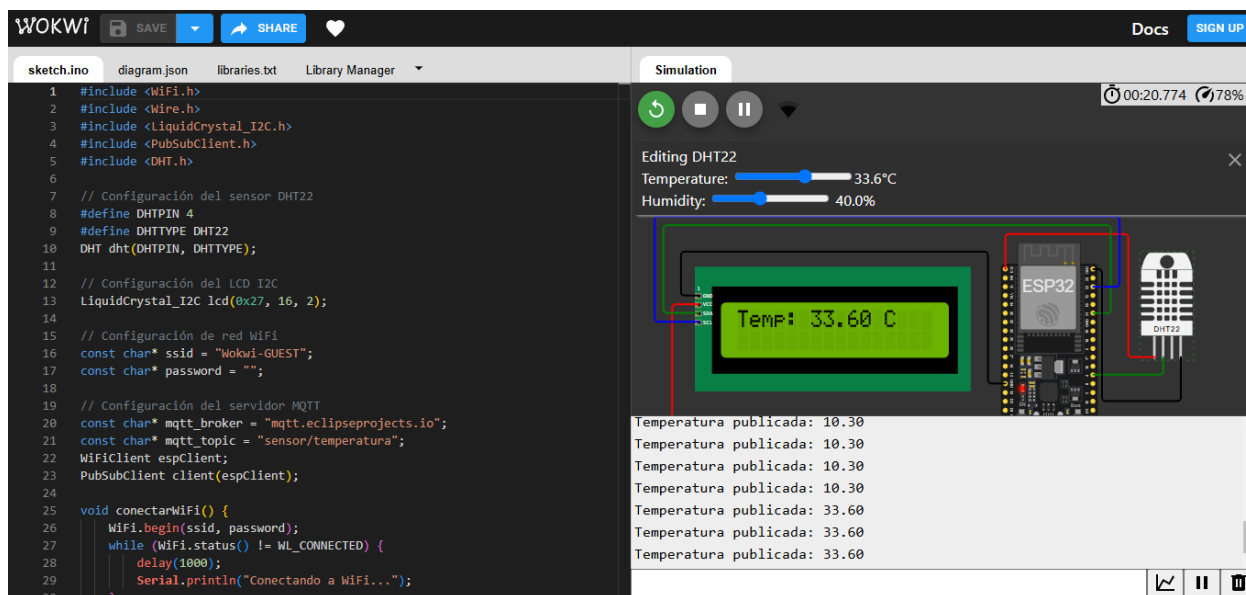 WOKWi SAVE SHARE Docs SIGN UP
sketch.ino diagram.json libraries.txt Library Manager
1 #include <WiFi.h>
2 #include <Wire.h>
3 #include <LiquidCrystal_I2C.h>
4 #include <PubSubClient.h>
5 #include <DHT.h>
6
7 // Configuración del sensor DHT22
8 #define DHTPIN 4
9 #define DHTTYPE DHT22
10 DHT dht(DHTPIN, DHTTYPE);
11
12 // Configuración del LCD I2C
13 LiquidCrystal_I2C lcd(0x27, 16, 2);
14
15 // Configuración de red WiFi
16 const char* ssid = "Wokwi-GUEST";
17 const char* password = "";
18
19 // Configuración del servidor MQTT
20 const char* mqtt_broker = "mqtt.eclipseprojects.io";
21 const char* mqtt_topic = "sensor/temperatura";
22 WiFiClient espClient;
23 PubSubClient client(espClient);
24
25 void conectarWiFi() {
26 WiFi.begin(ssid, password);
27 while (WiFi.status() != WL_CONNECTED) {
28 delay(1000);
29 Serial.println("Conectando a WiFi...");
Simulation
00:20.774 78%
Editing DHT22
Temperature: 33.6°C
Humidity: 40.0%
1
GND
VCC
SDA
SCL
Temp: 33.60 C
ESP32
DHT22
Temperatura publicada: 10.30
Temperatura publicada: 10.30
Temperatura publicada: 10.30
Temperatura publicada: 10.30
Temperatura publicada: 33.60
Temperatura publicada: 33.60
Temperatura publicada: 33.60